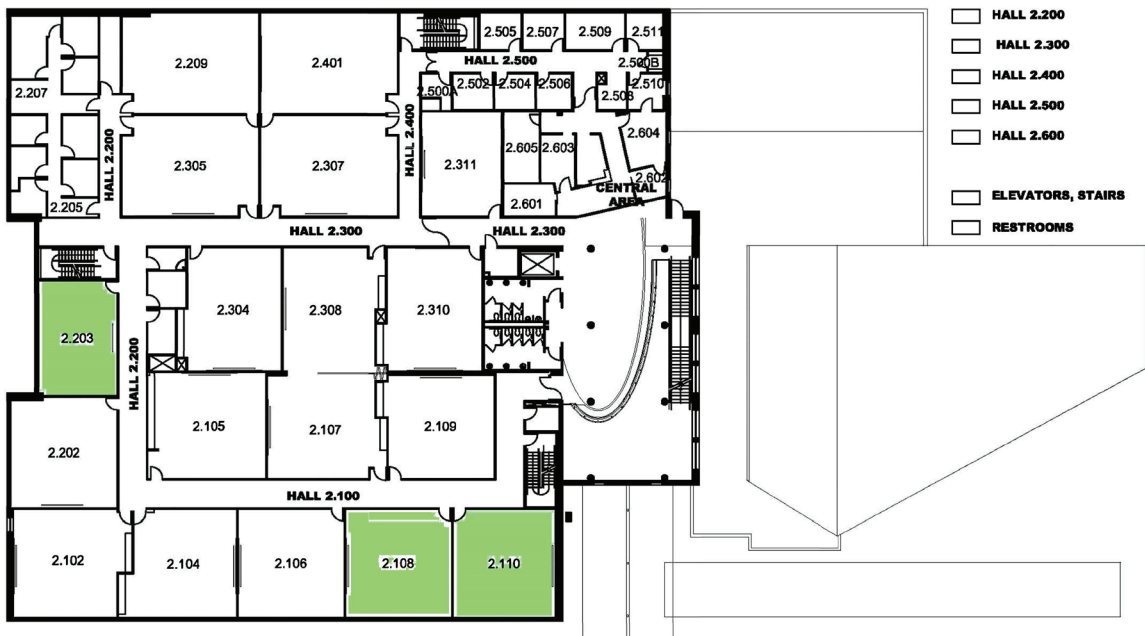 2.505
2.507
2.509
2.511
HALL 2.200
HALL 2.300
HALL 2.400
HALL 2.500
HALL 2.600
ELEVATORS, STAIRS
RESTROOMS
2.209
2.401
HALL 2.500
2.500B
2.207
2.500A
2.502
2.504
2.506
2.508
2.510
HALL 2.200
HALL 2.400
2.305
2.307
2.311
2.605
2.603
2.604
2.602
2.205
2.601
CENTRAL
AREA
HALL 2.300
HALL 2.300
2.203
2.304
2.308
2.310
HALL 2.200
2.202
2.105
2.107
2.109
HALL 2.100
2.102
2.104
2.106
2.108
2.110